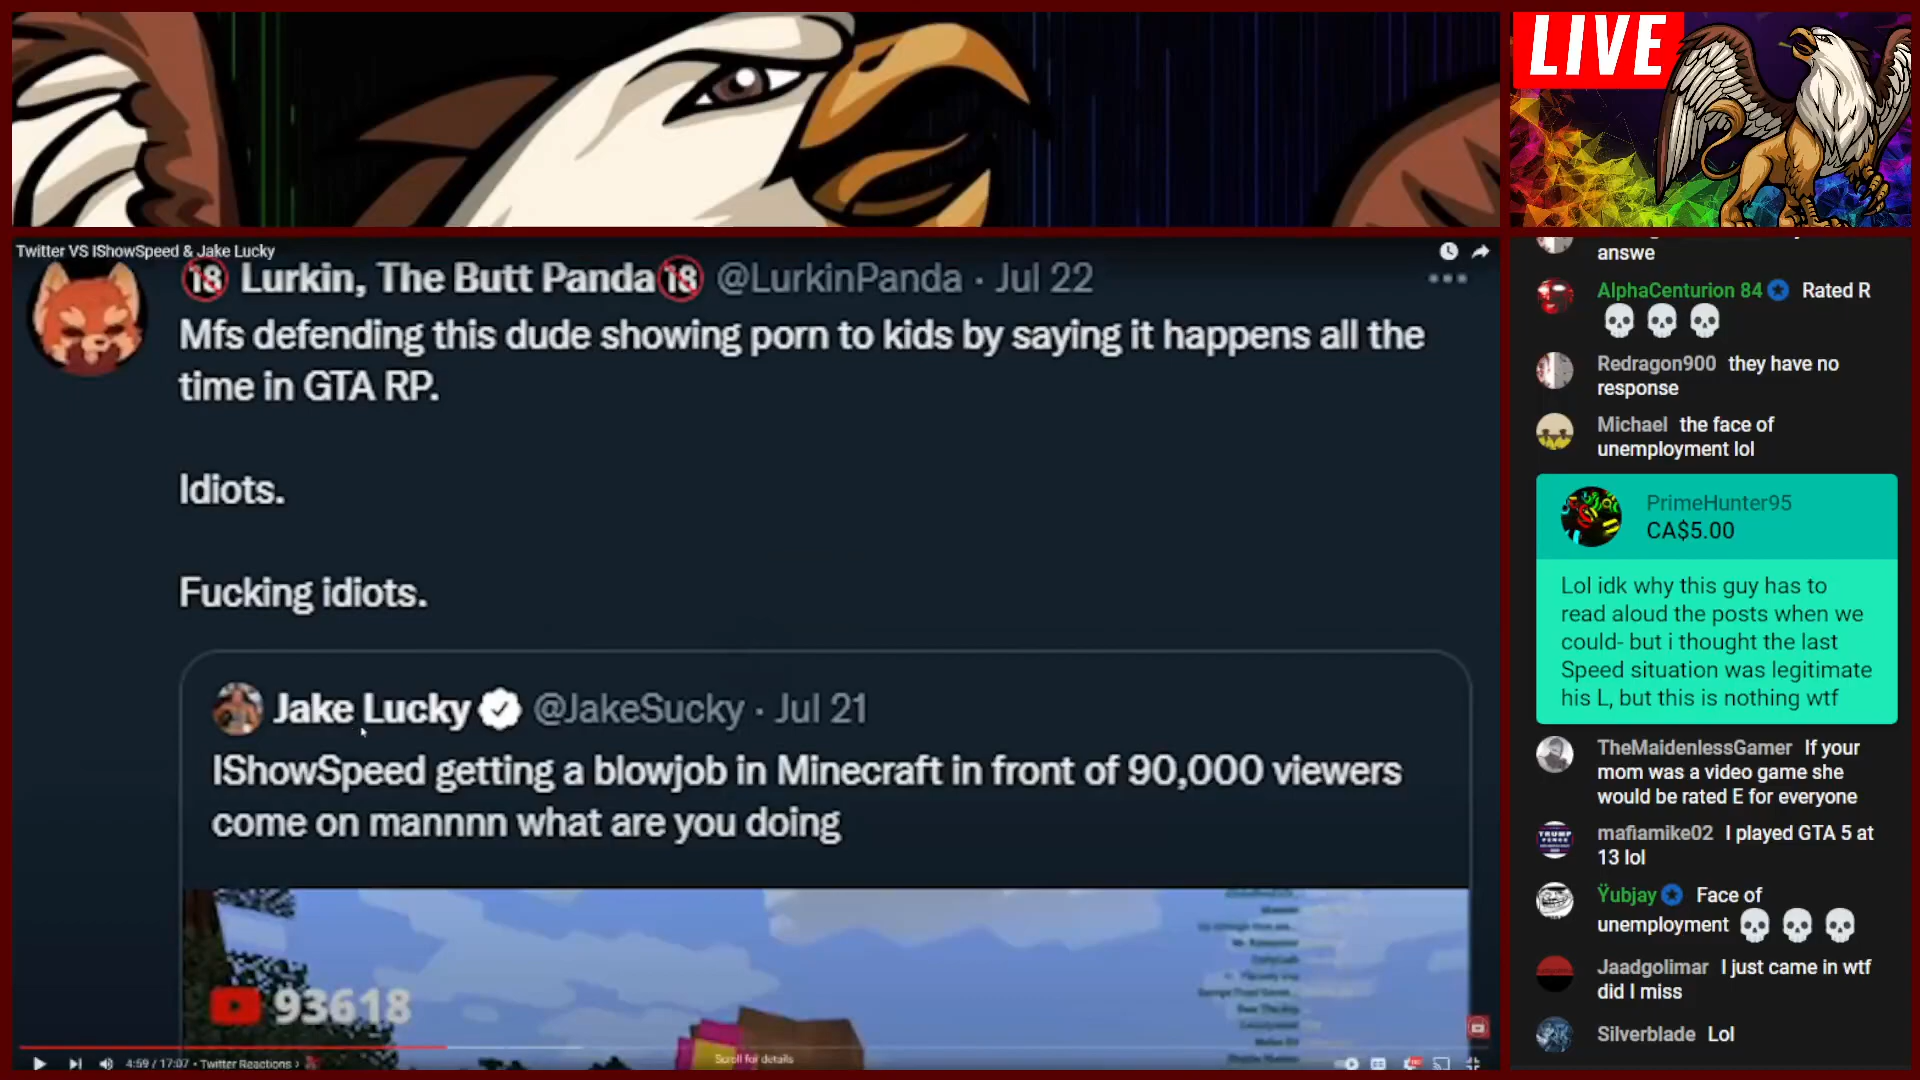 LIVE
Twitter VS IShowSpeed & Jake Lucky
18 Lurkin, The Butt Panda 18 @LurkinPanda · Jul 22
Mfs defending this dude showing porn to kids by saying it happens all the
time in GTA RP.
Idiots.
Fucking idiots.
Jake Lucky @JakeSucky · Jul 21
IShowSpeed getting a blowjob in Minecraft in front of 90,000 viewers
come on mannnn what are you doing
93618
Scroll for details
4:59 / 17:07 • Twitter Reactions ›
answe
AlphaCenturion 84 Rated R
Redragon900 they have no
response
Michael the face of
unemployment lol
PrimeHunter95
CA$5.00
Lol idk why this guy has to
read aloud the posts when we
could- but i thought the last
Speed situation was legitimate
his L, but this is nothing wtf
TheMaidenlessGamer If your
mom was a video game she
would be rated E for everyone
mafiamike02 I played GTA 5 at
13 lol
Ÿubjay Face of
unemployment
Jaadgolimar I just came in wtf
did I miss
Silverblade Lol